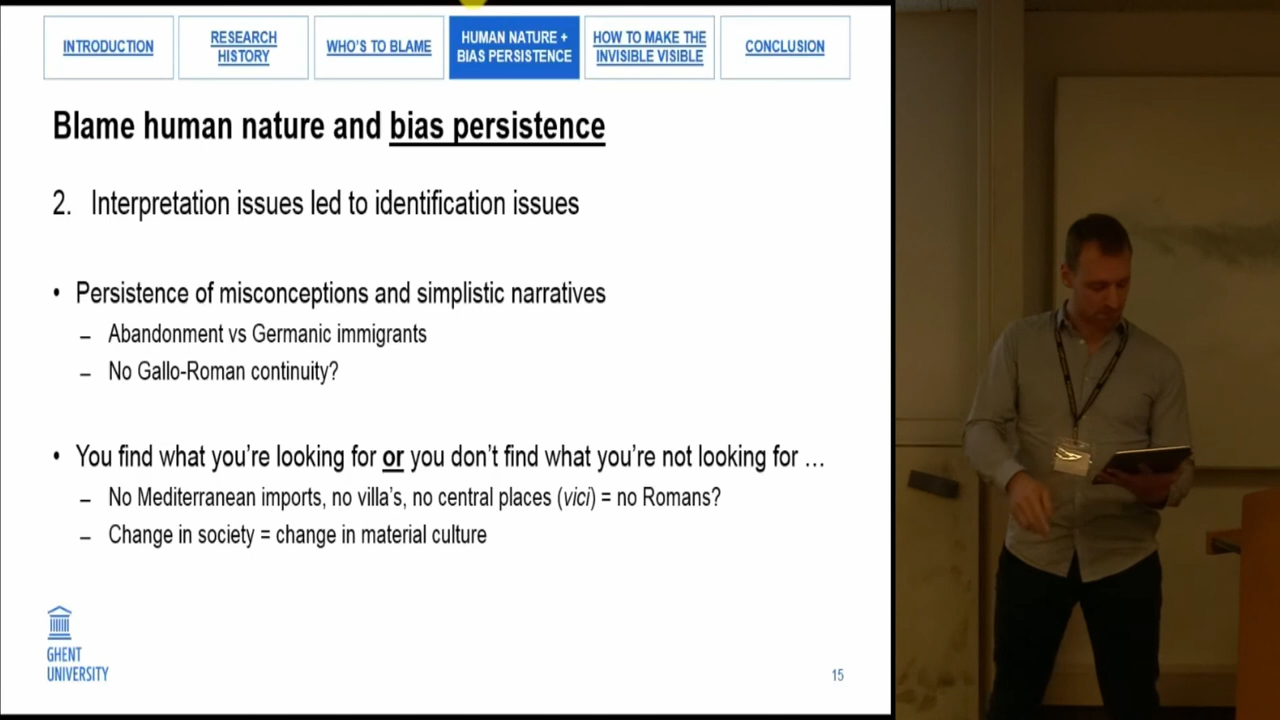 INTRODUCTION
RESEARCH
HISTORY
WHO'S TO BLAME
HUMAN NATURE +
BIAS PERSISTENCE
HOW TO MAKE THE
INVISIBLE VISIBLE
CONCLUSION
Blame human nature and bias persistence
2. Interpretation issues led to identification issues
• Persistence of misconceptions and simplistic narratives
– Abandonment vs Germanic immigrants
– No Gallo-Roman continuity?
• You find what you're looking for or you don't find what you're not looking for …
– No Mediterranean imports, no villa's, no central places (vici) = no Romans?
– Change in society = change in material culture
GHENT
UNIVERSITY
15